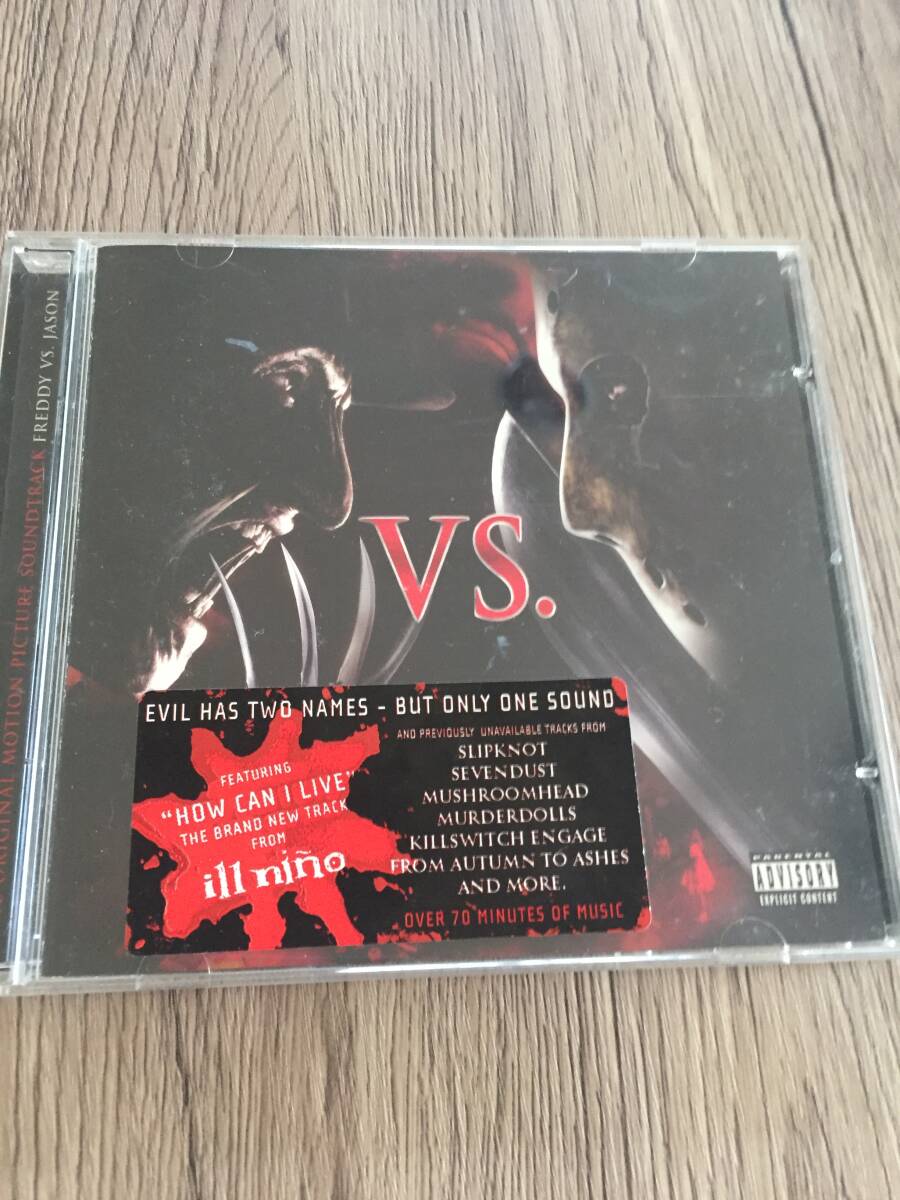 ORIGINAL MOTION PICTURE SOUNDTRACK FREDDY VS. JASON
VS.
EVIL HAS TWO NAMES - BUT ONLY ONE SOUND
FEATURING
"HOW CAN I LIVE"
THE BRAND NEW TRACK
FROM
ill niño
AND PREVIOUSLY UNAVAILABLE TRACKS FROM
SLIPKNOT
SEVENDUST
MUSHROOMHEAD
MURDERDOLLS
KILLSWITCH ENGAGE
FROM AUTUMN TO ASHES
AND MORE.
OVER 70 MINUTES OF MUSIC
PARENTAL
ADVISORY
EXPLICIT CONTENT